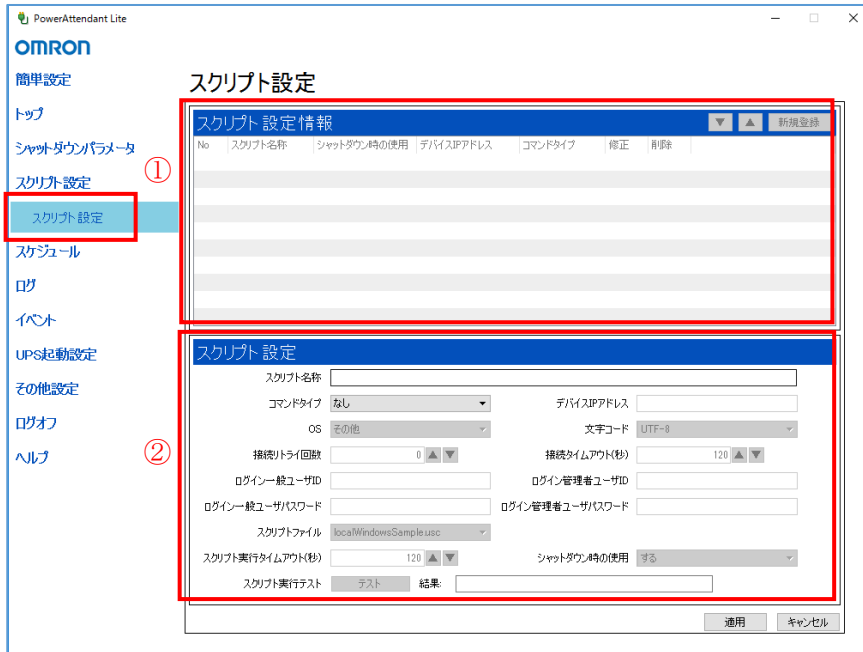 PowerAttendant Lite
OMRON
簡単設定
トップ
シャットダウンパラメータ
スクリプト設定
スクリプト設定
スケジュール
ログ
イベント
UPS起動設定
その他設定
ログオフ
ヘルプ
スクリプト設定
①
スクリプト設定情報 ▼ ▲ 新規登録
No スクリプト名称 シャットダウン時の使用 デバイスIPアドレス コマンドタイプ 修正 削除
②
スクリプト設定
スクリプト名称
コマンドタイプ なし デバイスIPアドレス
OS その他 文字コード UTF-8
接続リトライ回数 0 ▲ ▼ 接続タイムアウト(秒) 120 ▲ ▼
ログイン一般ユーザID ログイン管理者ユーザID
ログイン一般ユーザパスワード ログイン管理者ユーザパスワード
スクリプトファイル localWindowsSample.usc
スクリプト実行タイムアウト(秒) 120 ▲ ▼ シャットダウン時の使用 する
スクリプト実行テスト テスト 結果:
適用 キャンセル